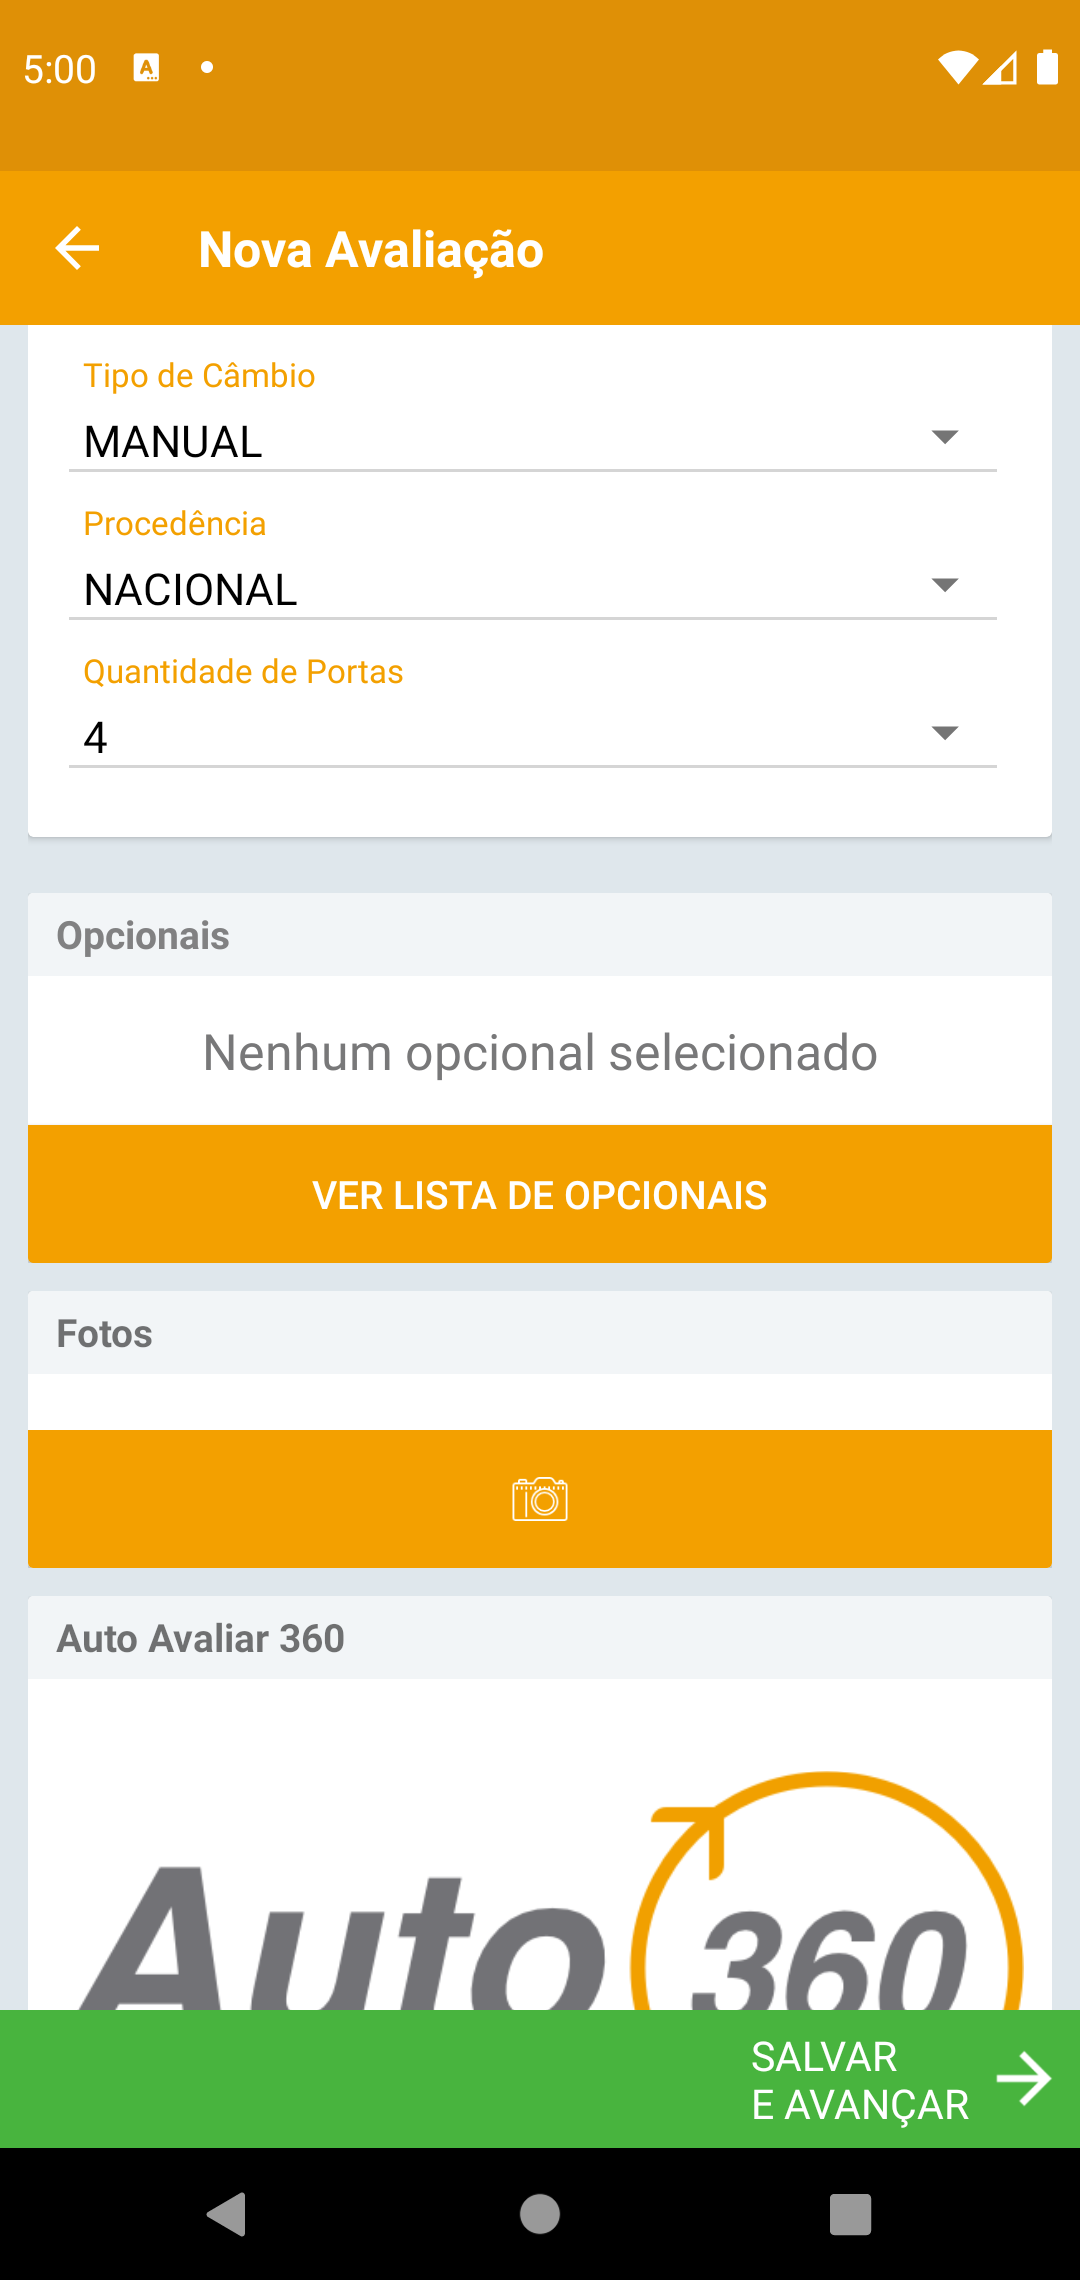 5:00
Nova Avaliação
Tipo de Câmbio
MANUAL
Procedência
NACIONAL
Quantidade de Portas
4
Opcionais
Nenhum opcional selecionado
VER LISTA DE OPCIONAIS
Fotos
Auto Avaliar 360
Auto 360
SALVAR
E AVANÇAR